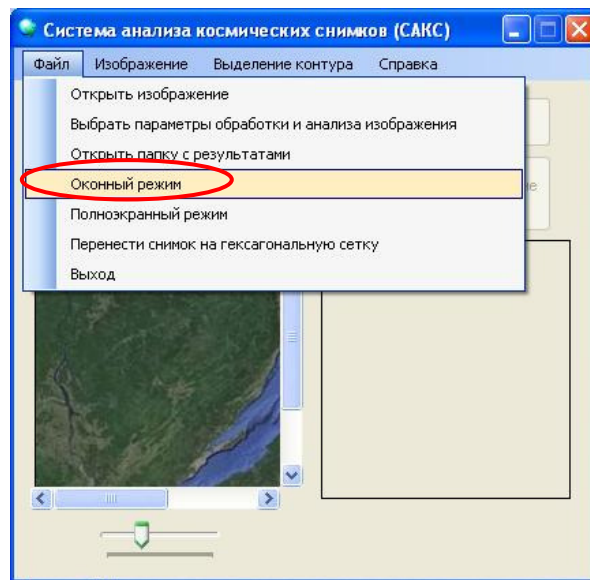 Система анализа космических снимков (САКС)
Файл Изображение Выделение контура Справка
Открыть изображение
Выбрать параметры обработки и анализа изображения
Открыть папку с результатами
Оконный режим
Полноэкранный режим
Перенести снимок на гексагональную сетку
Выход